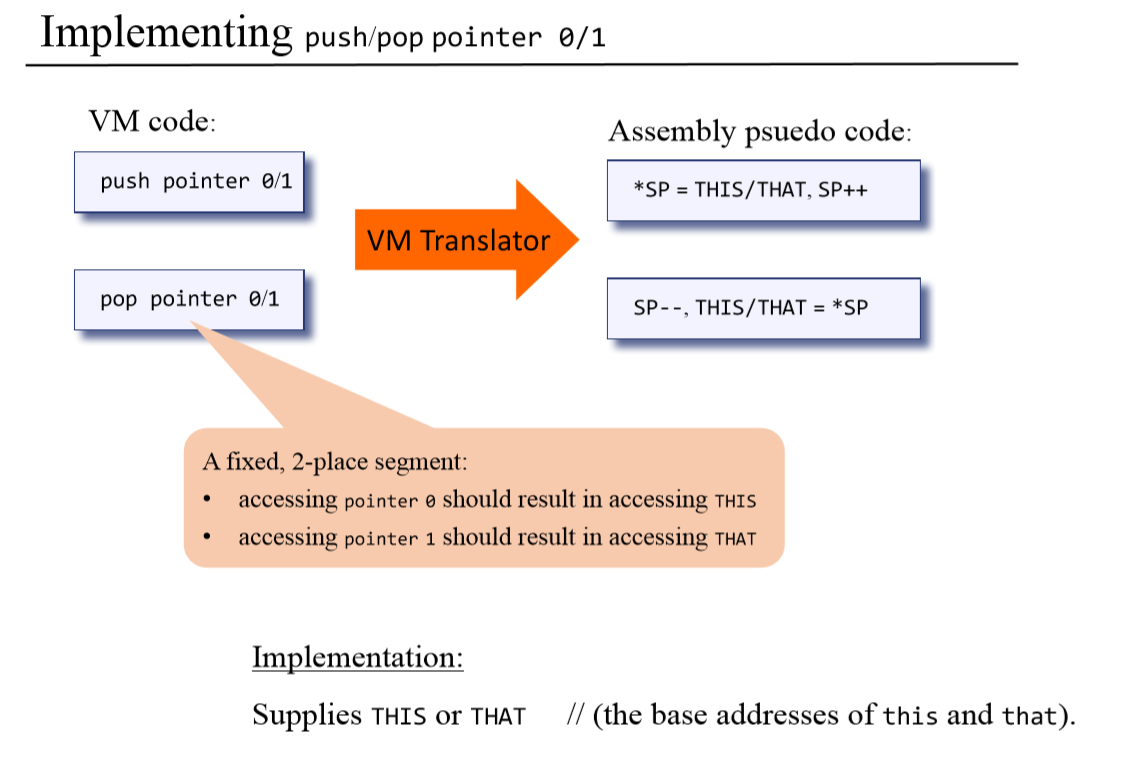 Implementing push/pop pointer 0/1
VM code:
push pointer 0/1
pop pointer 0/1
VM Translator
Assembly psuedo code:
*SP = THIS/THAT, SP++
SP--, THIS/THAT = *SP
A fixed, 2-place segment:
• accessing pointer 0 should result in accessing THIS
• accessing pointer 1 should result in accessing THAT
Implementation:
Supplies THIS or THAT // (the base addresses of this and that).